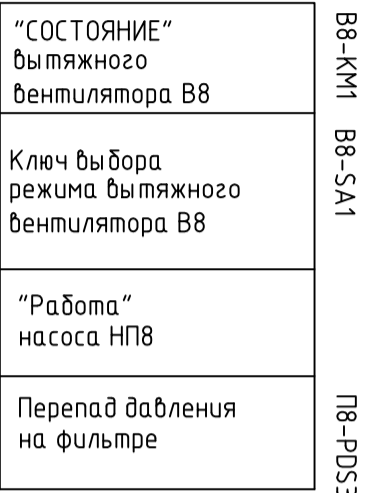 "СОСТОЯНИЕ"
вытяжного
вентилятора В8
В8-КМ1
Ключ выбора
режима вытяжного
вентилятора В8
В8-SA1
"Работа"
насоса НП8
Перепад давления
на фильтре
П8-PDS3